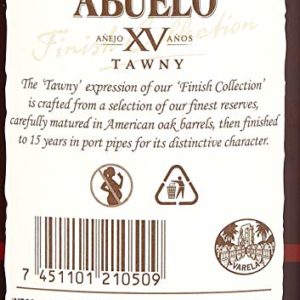 ABUELO
AÑEJO XV AÑOS
Finish Collection
TAWNY
The 'Tawny' expression of our 'Finish Collection'
is crafted from a selection of our finest reserves,
carefully matured in American oak barrels, then finished
to 15 years in port pipes for its distinctive character.
VARELA
7 451101 210509